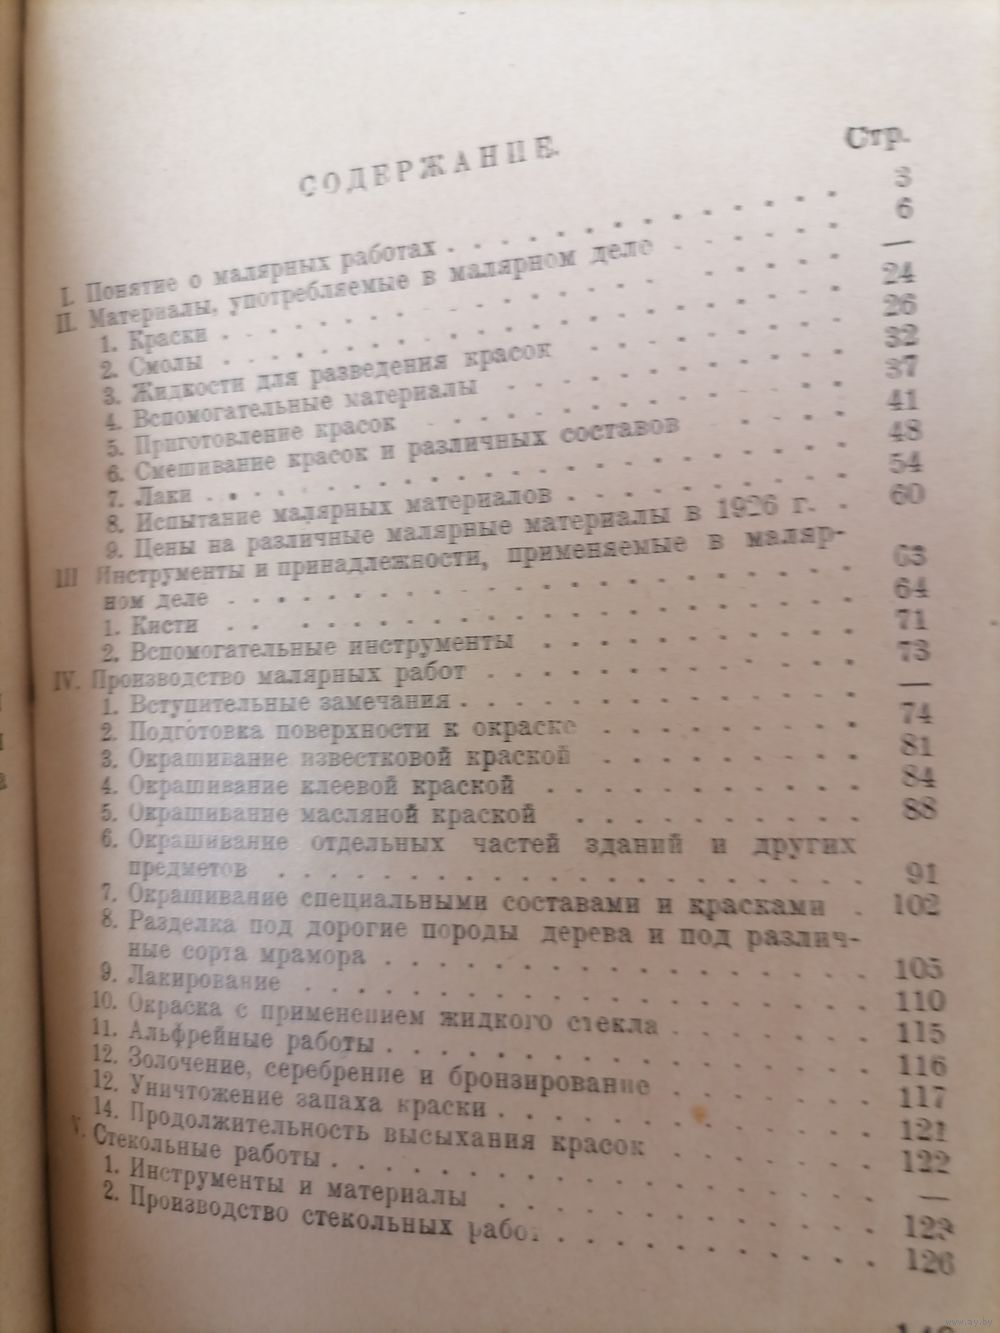 СОДЕРЖАНИЕ.
Стр.
I. Понятие о малярных работах . . . . . . . . . . . . . 3
II. Материалы, употребляемые в малярном деле . . . . . . 6
1. Краски . . . . . . . . . . . . . . . . . . . —
2. Смолы . . . . . . . . . . . . . . . . . . . 24
3. Жидкости для разведения красок . . . . . . . . . 26
4. Вспомогательные материалы . . . . . . . . . . . 32
5. Приготовление красок . . . . . . . . . . . . . 37
6. Смешивание красок и различных составов . . . . . 41
7. Лаки . . . . . . . . . . . . . . . . . . . . 48
8. Испытание малярных материалов . . . . . . . . . 54
9. Цены на различные малярные материалы в 1926 г. . 60
III Инструменты и принадлежности, применяемые в маляр-
ном деле . . . . . . . . . . . . . . . . . . . 63
1. Кисти . . . . . . . . . . . . . . . . . . . 64
2. Вспомогательные инструменты . . . . . . . . . . 71
IV. Производство малярных работ . . . . . . . . . . . . 73
1. Вступительные замечания . . . . . . . . . . . . —
2. Подготовка поверхности к окраске . . . . . . . . 74
3. Окрашивание известковой краской . . . . . . . . 81
4. Окрашивание клеевой краской . . . . . . . . . . 84
5. Окрашивание масляной краской . . . . . . . . . 88
6. Окрашивание отдельных частей зданий и других
предметов . . . . . . . . . . . . . . . . . . 91
7. Окрашивание специальными составами и красками . 102
8. Разделка под дорогие породы дерева и под различ-
ные сорта мрамора . . . . . . . . . . . . . . 105
9. Лакирование . . . . . . . . . . . . . . . . . 110
10. Окраска с применением жидкого стекла . . . . . . 115
11. Альфрейные работы . . . . . . . . . . . . . . 116
12. Золочение, серебрение и бронзирование . . . . . . 117
12. Уничтожение запаха краски . . . . . . . . . . . 121
14. Продолжительность высыхания красок . . . . . . 122
V. Стекольные работы . . . . . . . . . . . . . . . . —
1. Инструменты и материалы . . . . . . . . . . . 123
2. Производство стекольных работ . . . . . . . . . 126
www.ay.by